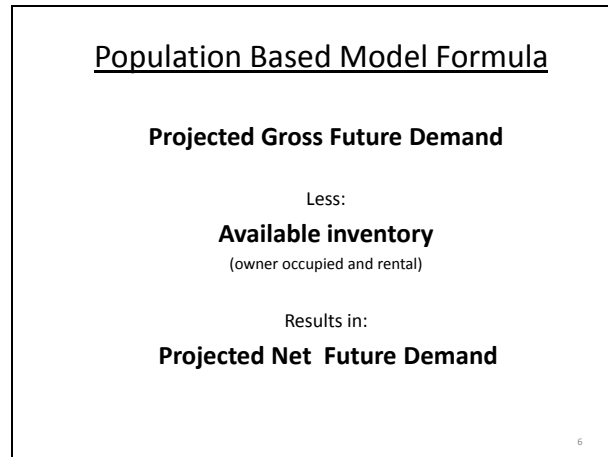 Population Based Model Formula
Projected Gross Future Demand
Less:
Available inventory
(owner occupied and rental)
Results in:
Projected Net  Future Demand
6